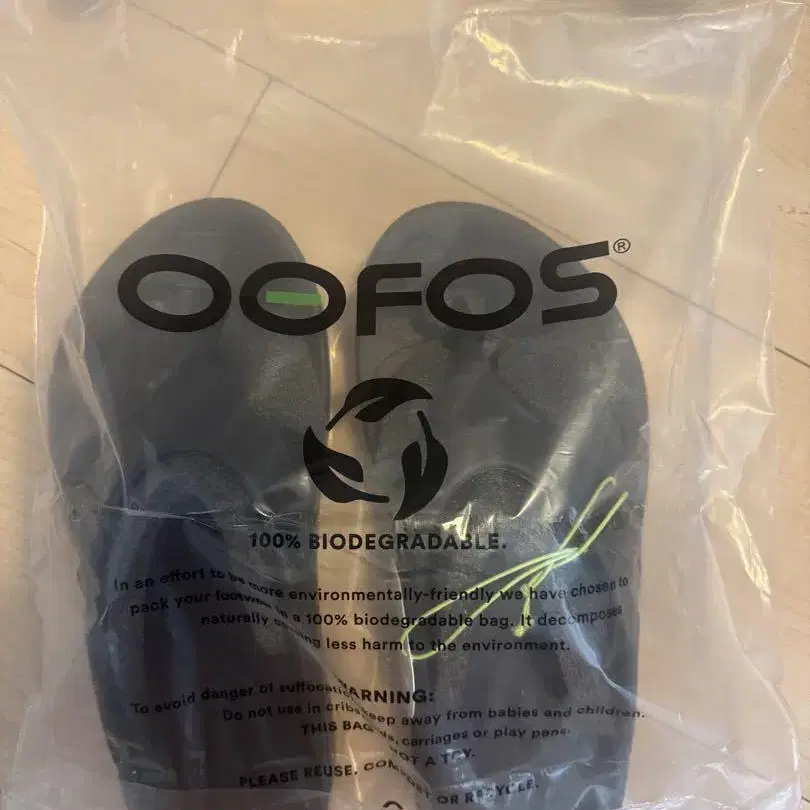 OOFOS®
100% BIODEGRADABLE.
In an effort to be more environmentally-friendly we have chosen to
pack your footwear in a 100% biodegradable bag. It decomposes
naturally causing less harm to the environment.
WARNING:
To avoid danger of suffocation, keep away from babies and children.
Do not use in cribs, carriages or play pens.
THIS BAG IS NOT A TOY.
PLEASE REUSE, COMPOST OR RECYCLE.